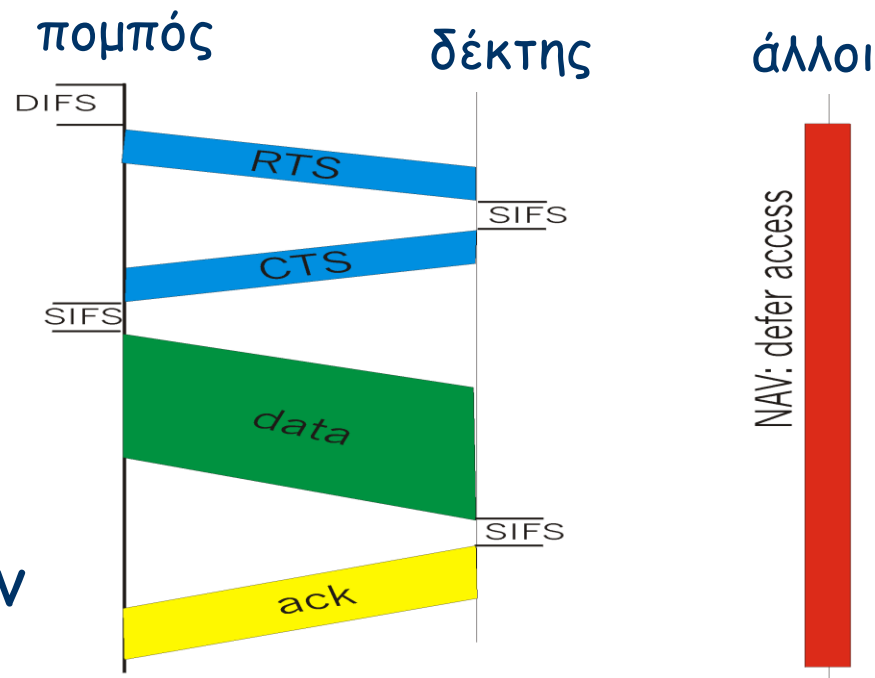 πομπός
δέκτης
άλλοι
DIFS
RTS
SIFS
CTS
SIFS
data
SIFS
ack
NAV: defer access
ν